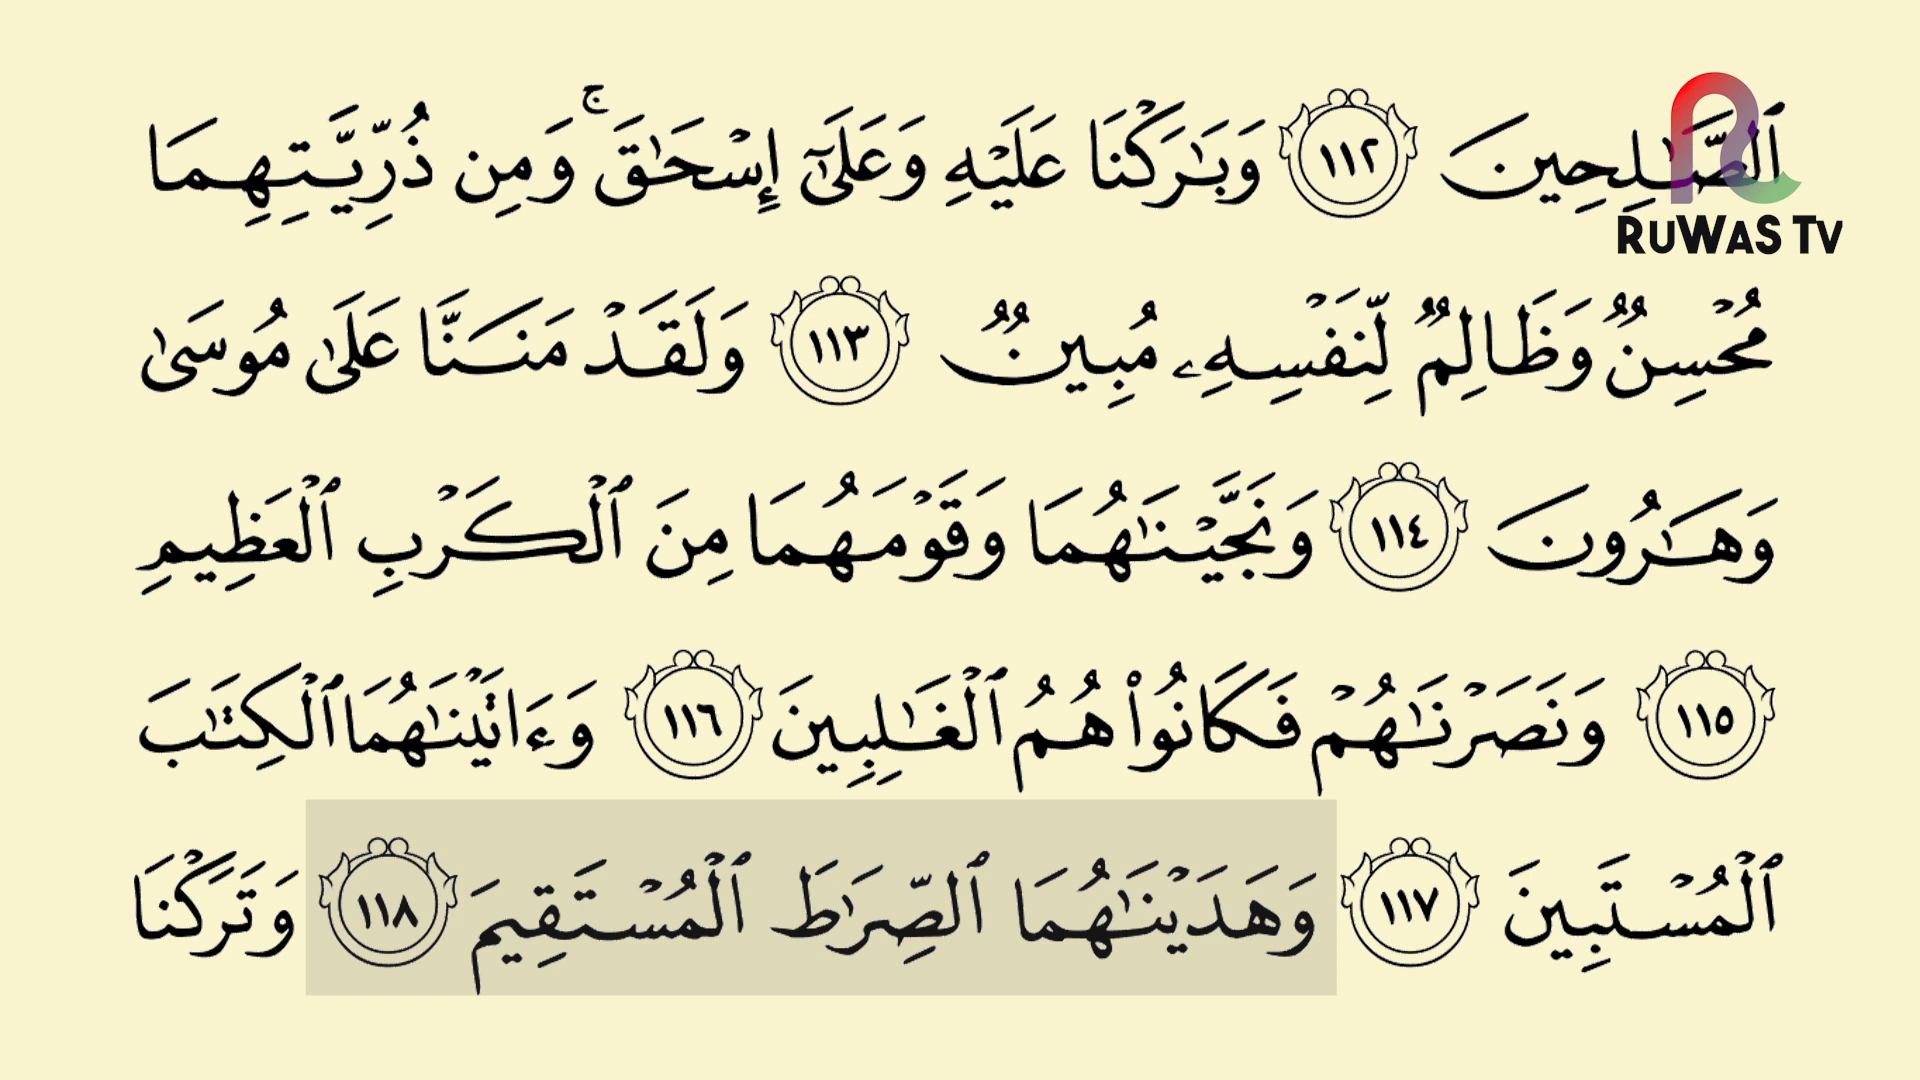 ٱلصَّـٰلِحِينَ ١١٢ وَبَـٰرَكْنَا عَلَيْهِ وَعَلَىٰٓ إِسْحَـٰقَ ۚ وَمِن ذُرِّيَّتِهِمَا
مُحْسِنٌ وَظَالِمٌ لِّنَفْسِهِۦ مُبِينٌ ١١٣ وَلَقَدْ مَنَنَّا عَلَىٰ مُوسَىٰ
وَهَـٰرُونَ ١١٤ وَنَجَّيْنَـٰهُمَا وَقَوْمَهُمَا مِنَ ٱلْكَرْبِ ٱلْعَظِيمِ
١١٥ وَنَصَرْنَـٰهُمْ فَكَانُوا۟ هُمُ ٱلْغَـٰلِبِينَ ١١٦ وَءَاتَيْنَـٰهُمَا ٱلْكِتَـٰبَ
ٱلْمُسْتَبِينَ ١١٧ وَهَدَيْنَـٰهُمَا ٱلصِّرَٰطَ ٱلْمُسْتَقِيمَ ١١٨ وَتَرَكْنَا
RUWAS TV